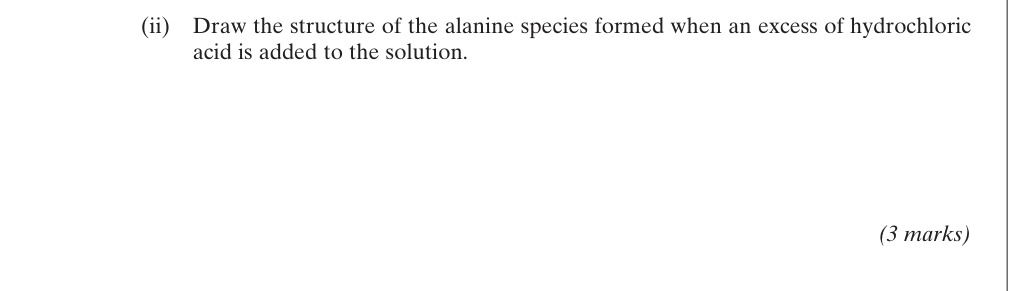 (ii) Draw the structure of the alanine species formed when an excess of hydrochloric
acid is added to the solution.
(3 marks)